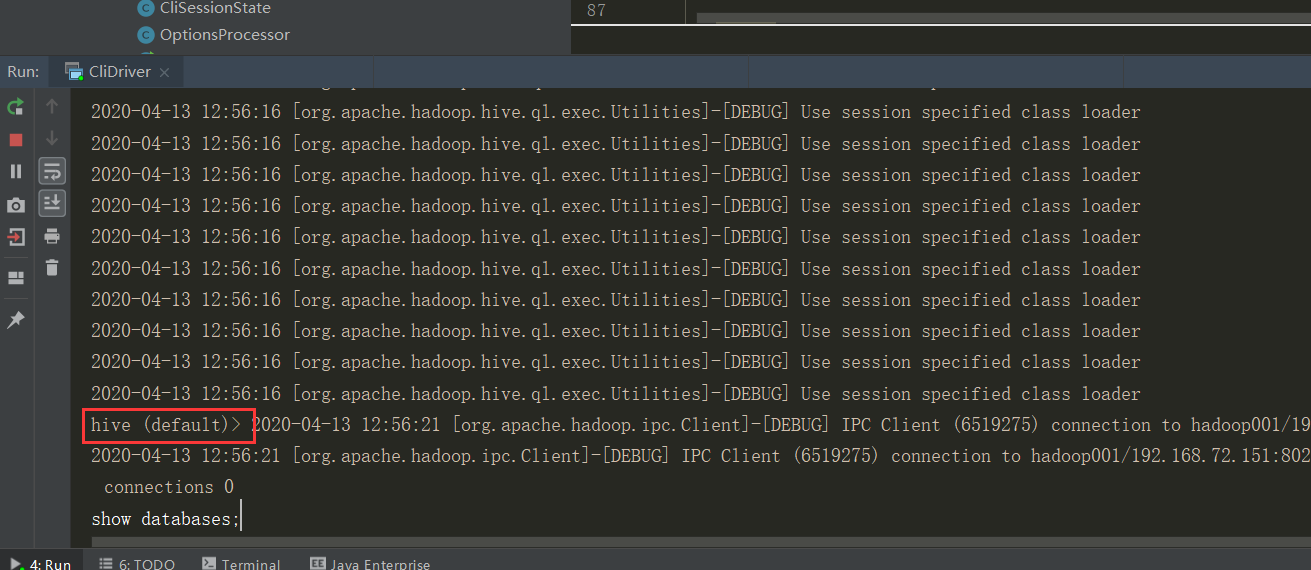 CliSessionState
OptionsProcessor
87
Run: CliDriver
2020-04-13 12:56:16 [org.apache.hadoop.hive.ql.exec.Utilities]-[DEBUG] Use session specified class loader
2020-04-13 12:56:16 [org.apache.hadoop.hive.ql.exec.Utilities]-[DEBUG] Use session specified class loader
2020-04-13 12:56:16 [org.apache.hadoop.hive.ql.exec.Utilities]-[DEBUG] Use session specified class loader
2020-04-13 12:56:16 [org.apache.hadoop.hive.ql.exec.Utilities]-[DEBUG] Use session specified class loader
2020-04-13 12:56:16 [org.apache.hadoop.hive.ql.exec.Utilities]-[DEBUG] Use session specified class loader
2020-04-13 12:56:16 [org.apache.hadoop.hive.ql.exec.Utilities]-[DEBUG] Use session specified class loader
2020-04-13 12:56:16 [org.apache.hadoop.hive.ql.exec.Utilities]-[DEBUG] Use session specified class loader
2020-04-13 12:56:16 [org.apache.hadoop.hive.ql.exec.Utilities]-[DEBUG] Use session specified class loader
2020-04-13 12:56:16 [org.apache.hadoop.hive.ql.exec.Utilities]-[DEBUG] Use session specified class loader
2020-04-13 12:56:16 [org.apache.hadoop.hive.ql.exec.Utilities]-[DEBUG] Use session specified class loader
hive (default)> 2020-04-13 12:56:21 [org.apache.hadoop.ipc.Client]-[DEBUG] IPC Client (6519275) connection to hadoop001/19
2020-04-13 12:56:21 [org.apache.hadoop.ipc.Client]-[DEBUG] IPC Client (6519275) connection to hadoop001/192.168.72.151:802
connections 0
show databases;
4: Run 6: TODO Terminal Java Enterprise